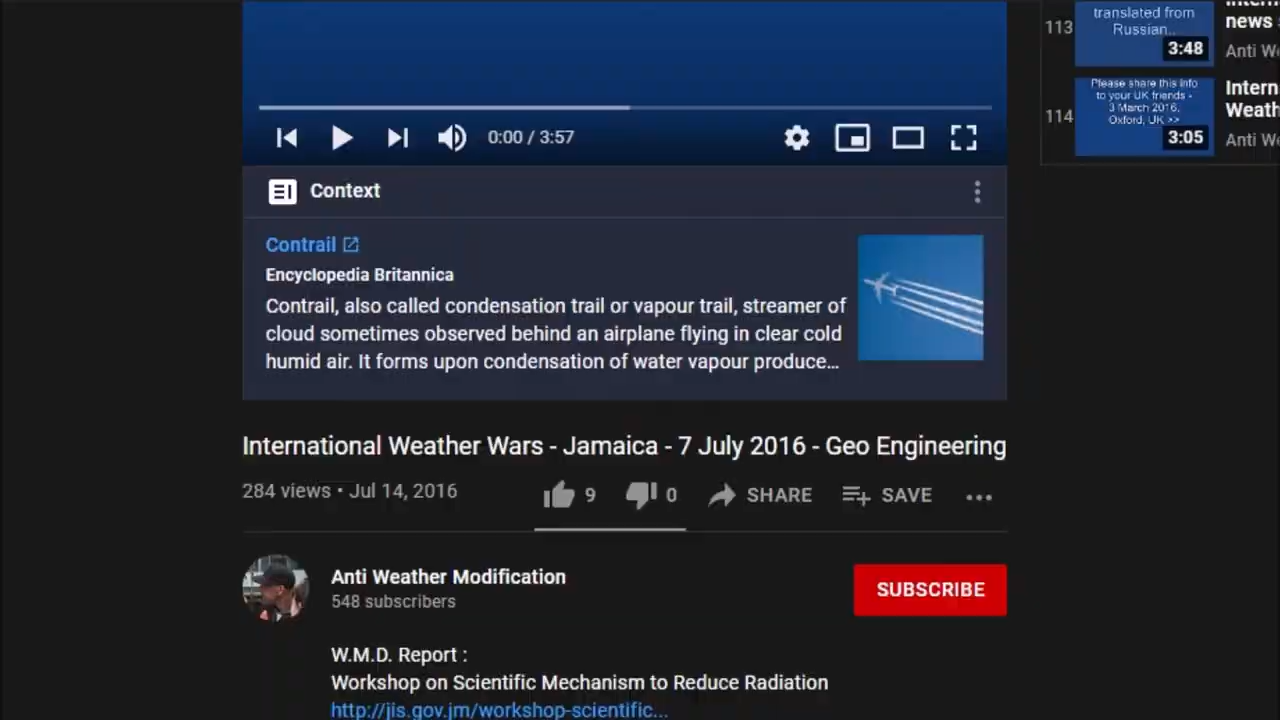 0:00 / 3:57
Context
Contrail
Encyclopedia Britannica
Contrail, also called condensation trail or vapour trail, streamer of
cloud sometimes observed behind an airplane flying in clear cold
humid air. It forms upon condensation of water vapour produce...
International Weather Wars - Jamaica - 7 July 2016 - Geo Engineering
284 views • Jul 14, 2016
9
0
SHARE
SAVE
Anti Weather Modification
548 subscribers
SUBSCRIBE
W.M.D. Report :
Workshop on Scientific Mechanism to Reduce Radiation
http://jis.gov.jm/workshop-scientific...
113
translated from
Russian..
3:48
news
Anti We
114
Please share this info
to your UK friends -
3 March 2016,
Oxford, UK >>
3:05
Intern
Weath
Anti We